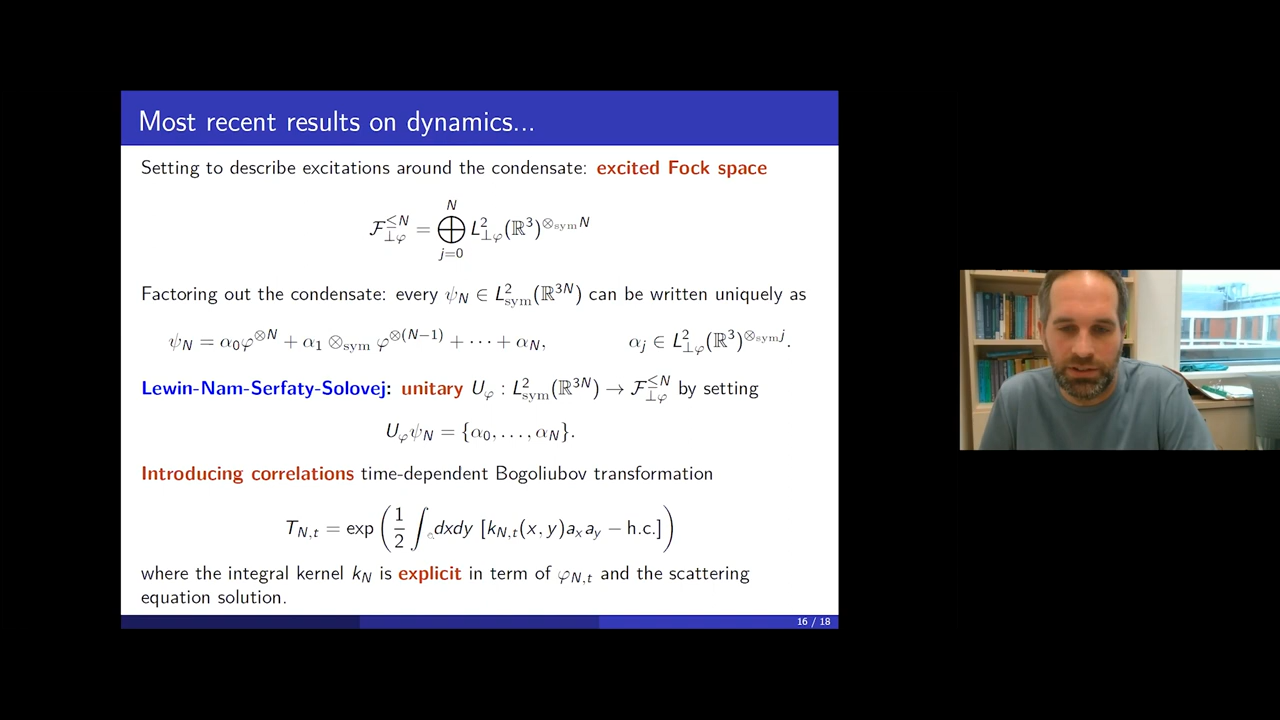 Most recent results on dynamics...
Setting to describe excitations around the condensate: excited Fock space
$\mathcal{F}_{\perp\varphi}^{\leq N} = \bigoplus_{j=0}^{N} L^2_{\perp\varphi}(\mathbb{R}^3)^{\otimes_{\mathrm{sym}} N}$
Factoring out the condensate: every $\psi_N \in L^2_{\mathrm{sym}}(\mathbb{R}^{3N})$ can be written uniquely as
$\psi_N = \alpha_0 \varphi^{\otimes N} + \alpha_1 \otimes_{\mathrm{sym}} \varphi^{\otimes (N-1)} + \cdots + \alpha_N, \qquad \alpha_j \in L^2_{\perp\varphi}(\mathbb{R}^3)^{\otimes_{\mathrm{sym}} j}.$
Lewin-Nam-Serfaty-Solovej: unitary $U_\varphi : L^2_{\mathrm{sym}}(\mathbb{R}^{3N}) \to \mathcal{F}_{\perp\varphi}^{\leq N}$ by setting
$U_\varphi \psi_N = \{\alpha_0, \ldots, \alpha_N\}.$
Introducing correlations time-dependent Bogoliubov transformation
$T_{N,t} = \exp\left(\frac{1}{2} \int dxdy\, [k_{N,t}(x, y) a_x a_y - \mathrm{h.c.}]\right)$
where the integral kernel $k_N$ is explicit in term of $\varphi_{N,t}$ and the scattering
equation solution.
16 / 18